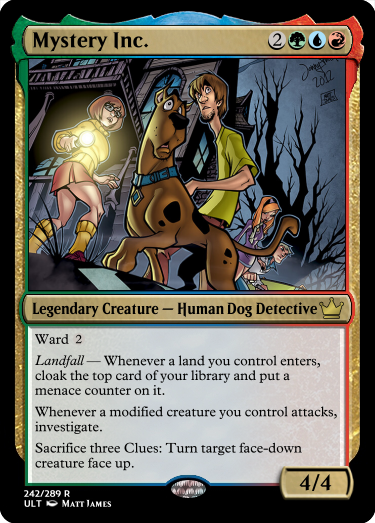 Mystery Inc. 2
2012
Legendary Creature — Human Dog Detective
Ward 2
Landfall — Whenever a land you control enters,
cloak the top card of your library and put a
menace counter on it.
Whenever a modified creature you control attacks,
investigate.
Sacrifice three Clues: Turn target face-down
creature face up.
4/4
242/289 R
ULT Matt James